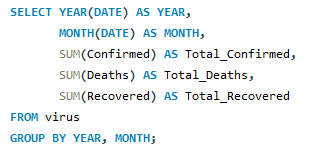 SELECT YEAR(DATE) AS YEAR,
MONTH(DATE) AS MONTH,
SUM(Confirmed) AS Total_Confirmed,
SUM(Deaths) AS Total_Deaths,
SUM(Recovered) AS Total_Recovered
FROM virus
GROUP BY YEAR, MONTH;